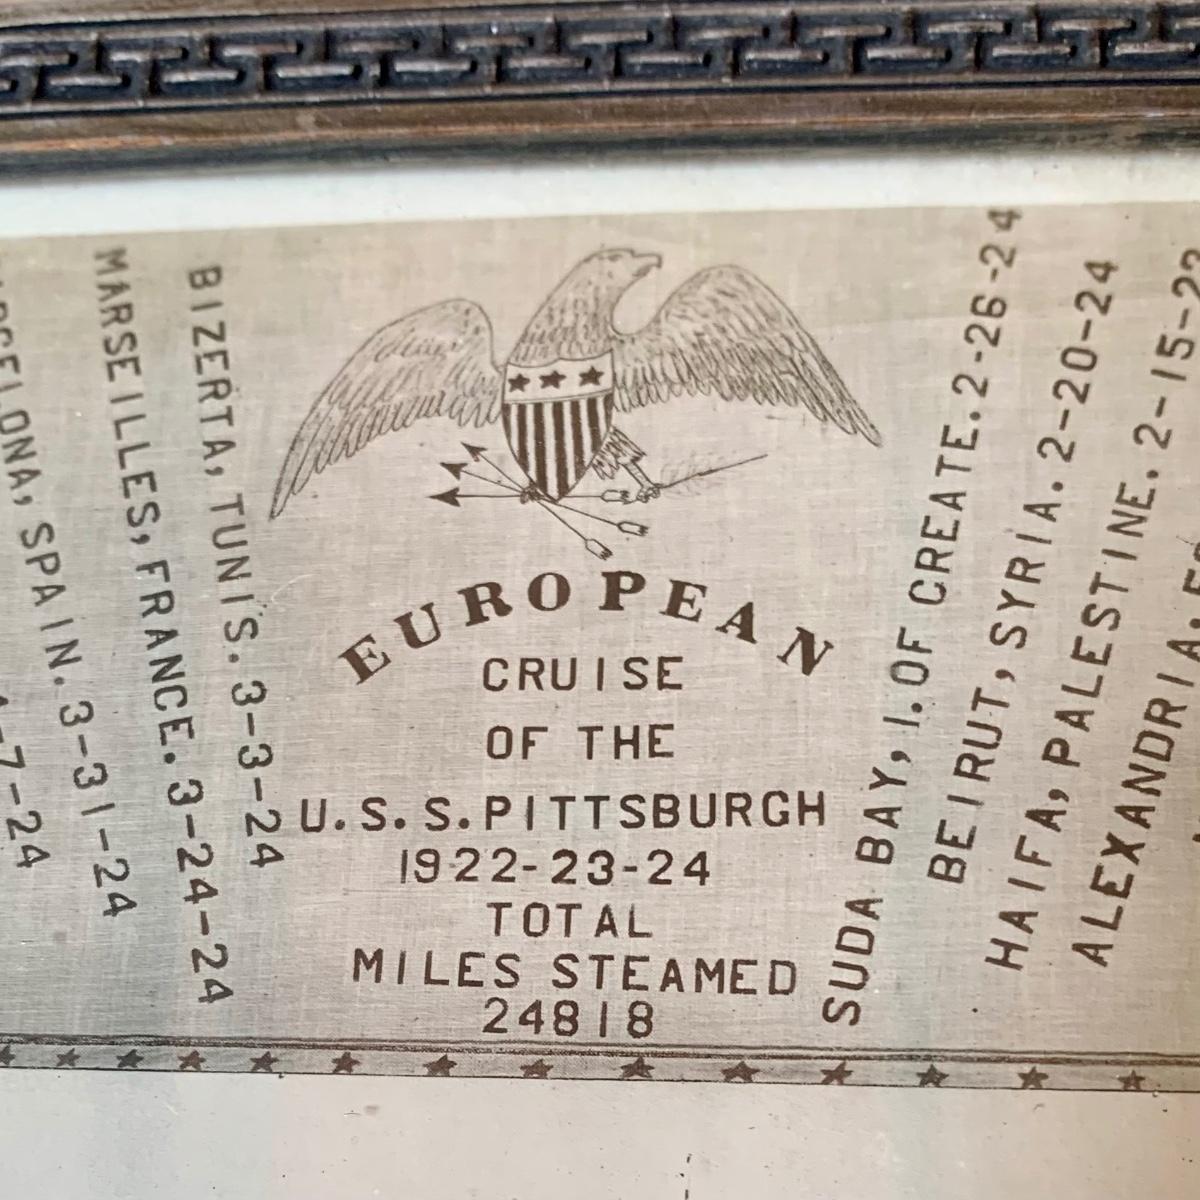 SPAIN. 3-31-24
MARSEILLES, FRANCE. 3-24-24
BIZERTA, TUNIS. 3-3-24
EUROPEAN
CRUISE
OF THE
U.S.S. PITTSBURGH
1922-23-24
TOTAL
MILES STEAMED
24818
SUDA BAY, I. OF CREATE. 2-26-24
BEIRUT, SYRIA. 2-20-24
HAIFA, PALESTINE. 2-15-23
ALEXANDRIA.